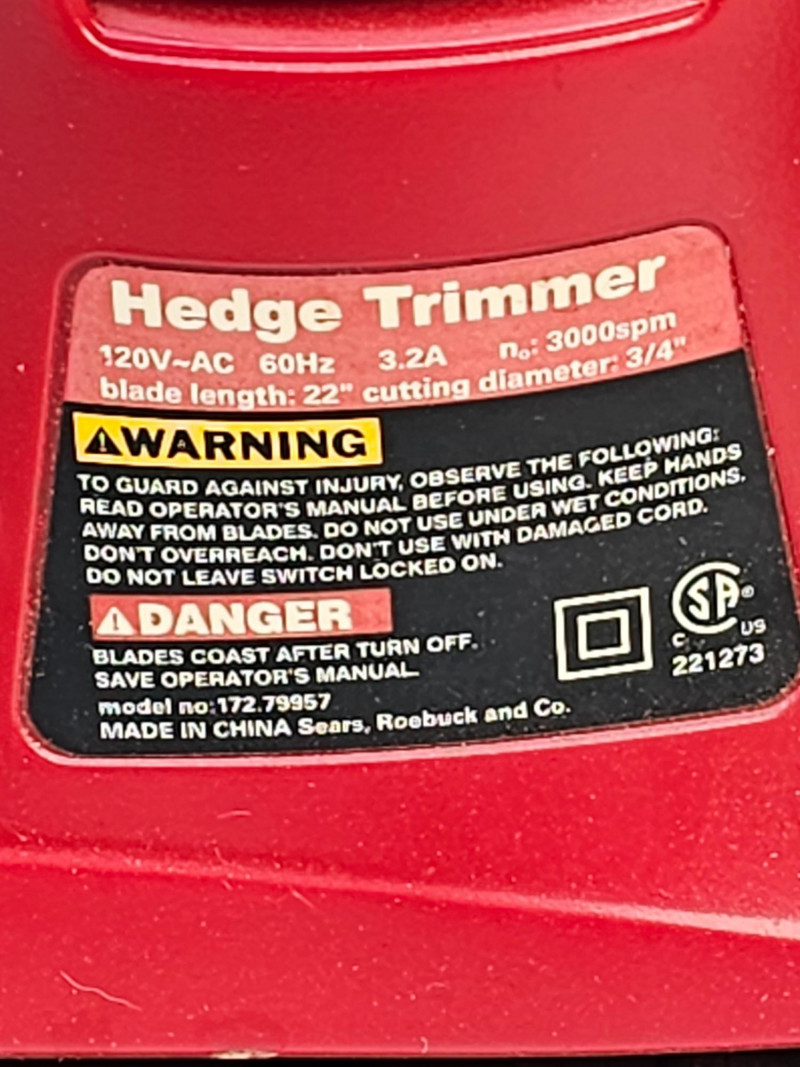 Hedge Trimmer
120V~AC 60Hz 3.2A n₀: 3000spm
blade length: 22" cutting diameter: 3/4"
WARNING
TO GUARD AGAINST INJURY, OBSERVE THE FOLLOWING:
READ OPERATOR'S MANUAL BEFORE USING. KEEP HANDS
AWAY FROM BLADES. DO NOT USE UNDER WET CONDITIONS.
DON'T OVERREACH. DON'T USE WITH DAMAGED CORD.
DO NOT LEAVE SWITCH LOCKED ON.
DANGER
BLADES COAST AFTER TURN OFF.
SAVE OPERATOR'S MANUAL.
model no:172.79957
MADE IN CHINA Sears, Roebuck and Co.
SA®
C US
221273